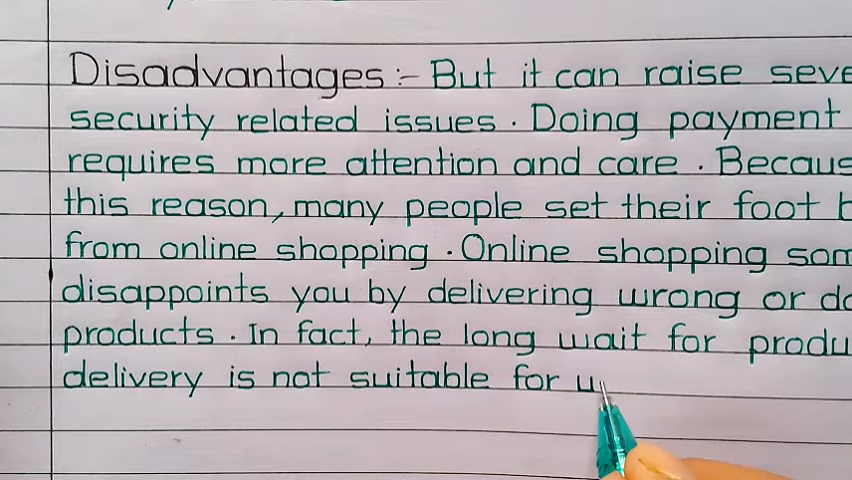 Disadvantages :- But it can raise seve
security related issues. Doing payment
requires more attention and care. Becaus
this reason, many people set their foot b
from online shopping. Online shopping som
disappoints you by delivering wrong or da
products. In fact, the long wait for produ
delivery is not suitable for u